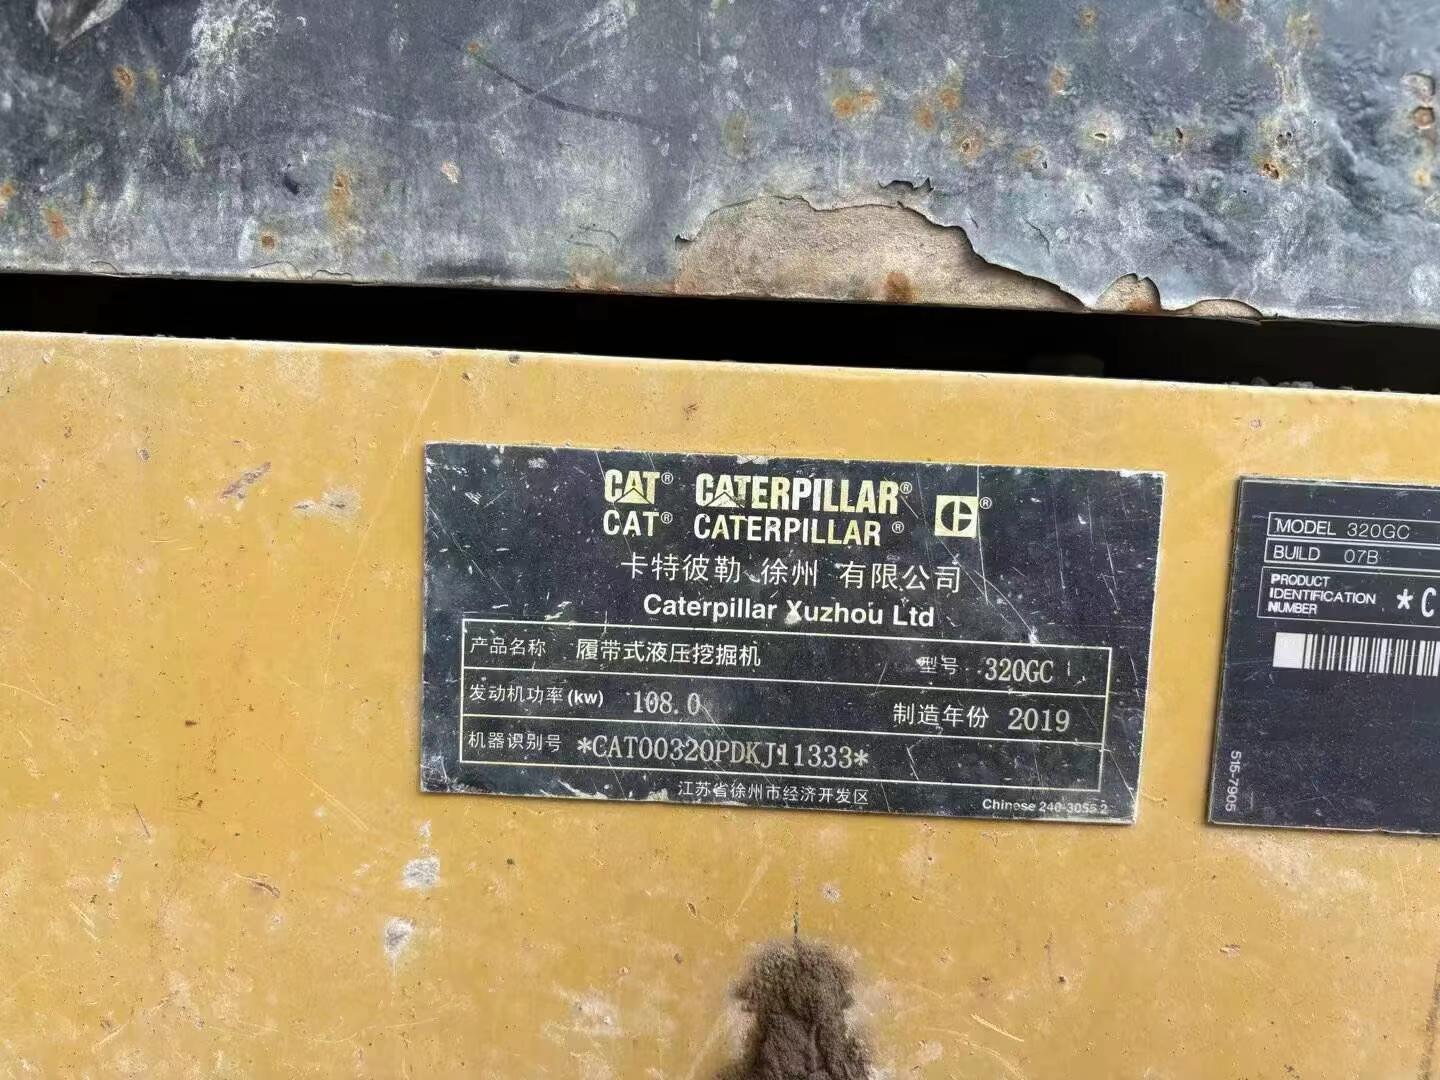 CAT® CATERPILLAR® ®
CAT® CATERPILLAR®
卡特彼勒 徐州 有限公司
Caterpillar Xuzhou Ltd
产品名称 履带式液压挖掘机 型号 320GC
发动机功率(kw) 108.0 制造年份 2019
机器识别号 *CAT00320PDKJ11333*
江苏省徐州市经济开发区
Chinese 240-3055 2
MODEL 320GC
BUILD 07B
PRODUCT
IDENTIFICATION
NUMBER
*C
515-7905